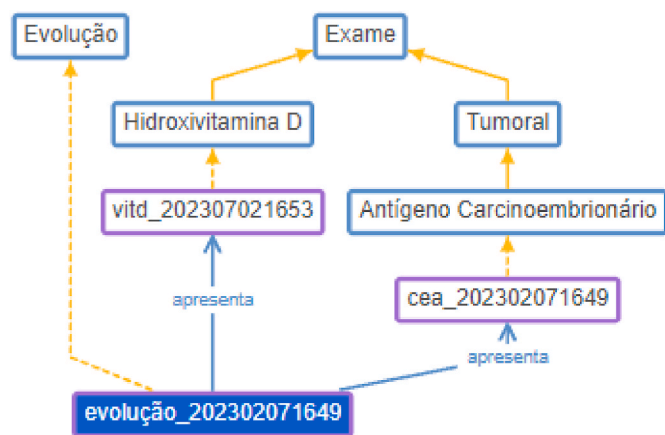 Evolução
Exame
Hidroxivitamina D
Tumoral
vitd_202307021653
Antígeno Carcinoembrionário
apresenta
cea_202302071649
apresenta
evolução_202302071649